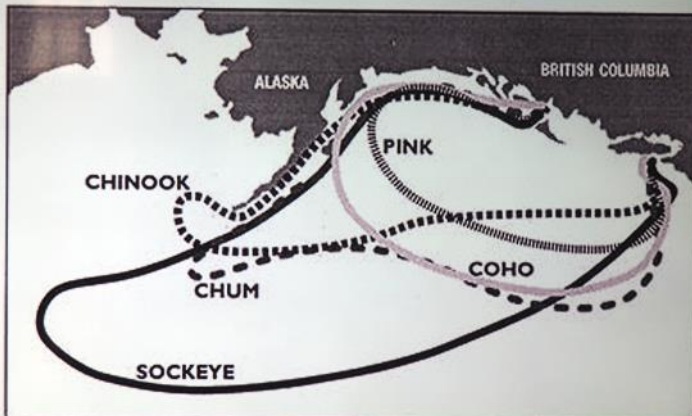 ALASKA
BRITISH COLUMBIA
PINK
CHINOOK
COHO
CHUM
SOCKEYE